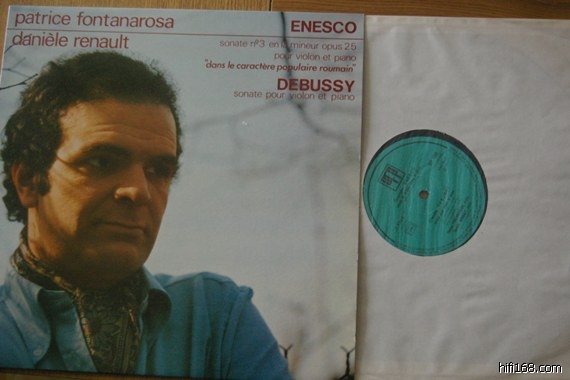 patrice fontanarosa
danièle renault
ENESCO
sonate nº3 en la mineur opus 25
pour violon et piano
"dans le caractère populaire roumain"
DEBUSSY
sonate pour violon et piano
hifi168.com